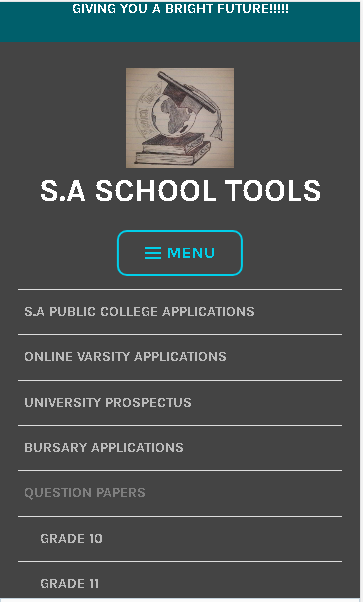 GIVING YOU A BRIGHT FUTURE!!!!!
S.A SCHOOL TOOLS
MENU
S.A PUBLIC COLLEGE APPLICATIONS
ONLINE VARSITY APPLICATIONS
UNIVERSITY PROSPECTUS
BURSARY APPLICATIONS
QUESTION PAPERS
GRADE 10
GRADE 11